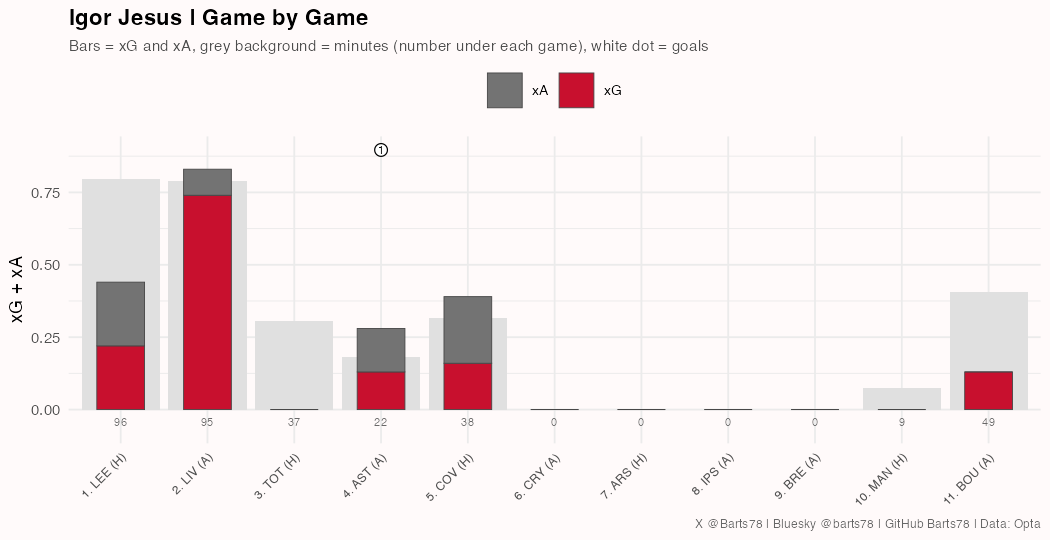 Igor Jesus | Game by Game
Bars = xG and xA, grey background = minutes (number under each game), white dot = goals
xA xG
1
xG + xA
0.75
0.50
0.25
0.00
96 95 37 22 38 0 0 0 0 9 49
1. LEE (H) 2. LIV (A) 3. TOT (H) 4. AST (A) 5. COV (H) 6. CRY (A) 7. ARS (H) 8. IPS (A) 9. BRE (A) 10. MAN (H) 11. BOU (A)
X @Barts78 | Bluesky @barts78 | GitHub Barts78 | Data: Opta